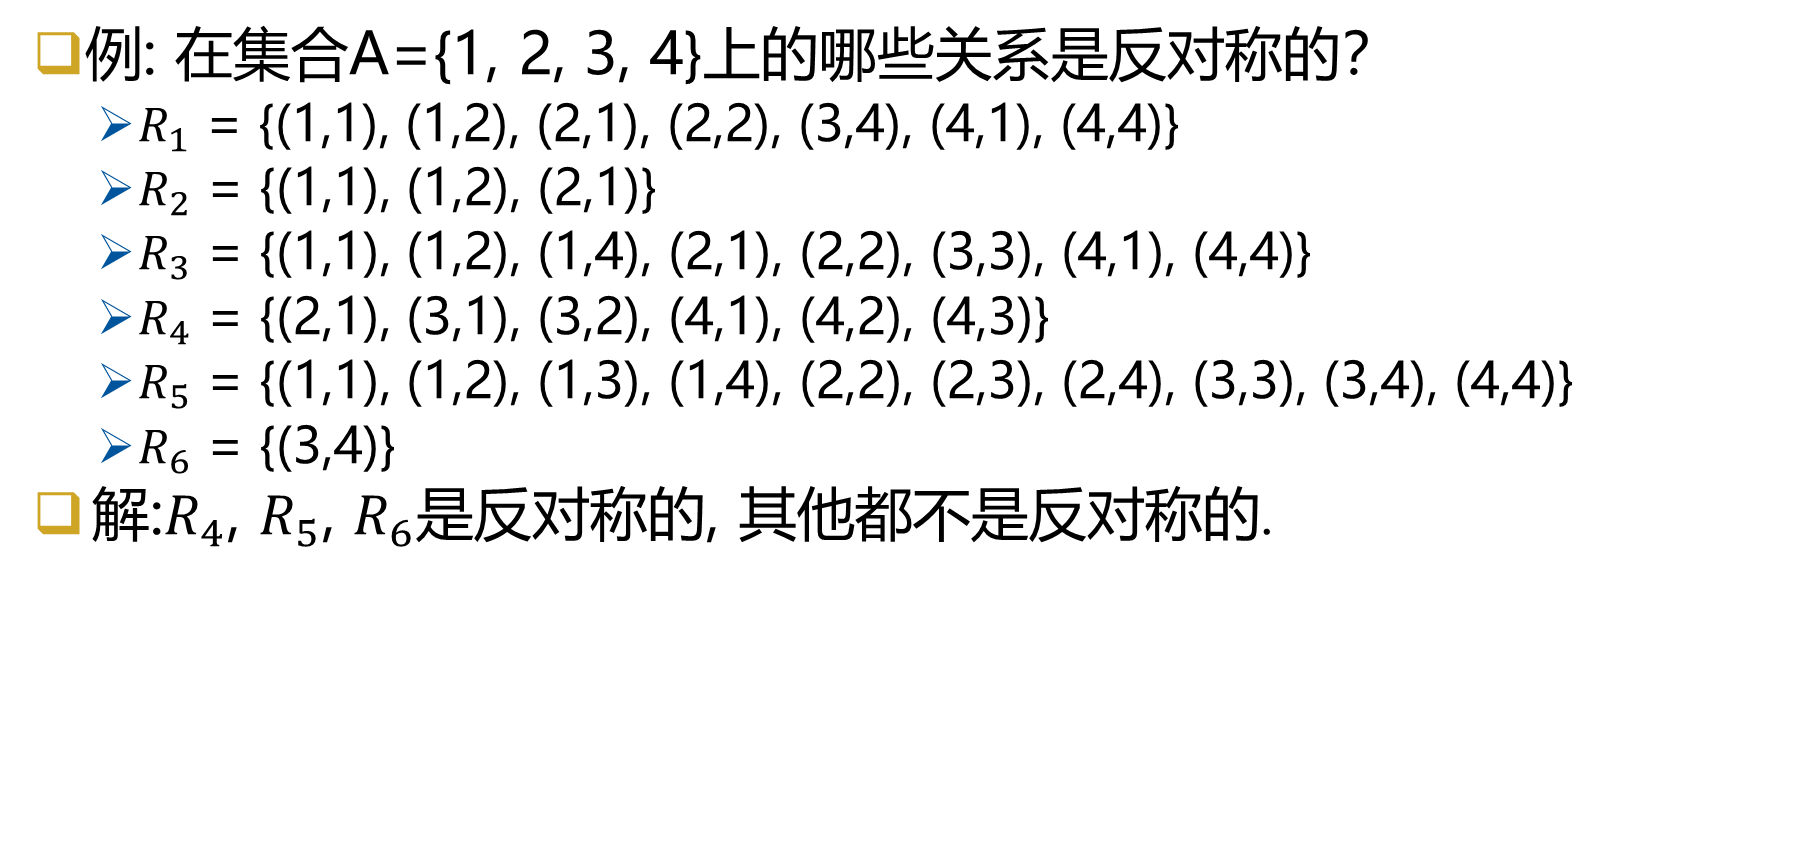 例: 在集合A={1, 2, 3, 4}上的哪些关系是反对称的?
R₁ = {(1,1), (1,2), (2,1), (2,2), (3,4), (4,1), (4,4)}
R₂ = {(1,1), (1,2), (2,1)}
R₃ = {(1,1), (1,2), (1,4), (2,1), (2,2), (3,3), (4,1), (4,4)}
R₄ = {(2,1), (3,1), (3,2), (4,1), (4,2), (4,3)}
R₅ = {(1,1), (1,2), (1,3), (1,4), (2,2), (2,3), (2,4), (3,3), (3,4), (4,4)}
R₆ = {(3,4)}
解:R₄, R₅, R₆是反对称的, 其他都不是反对称的.